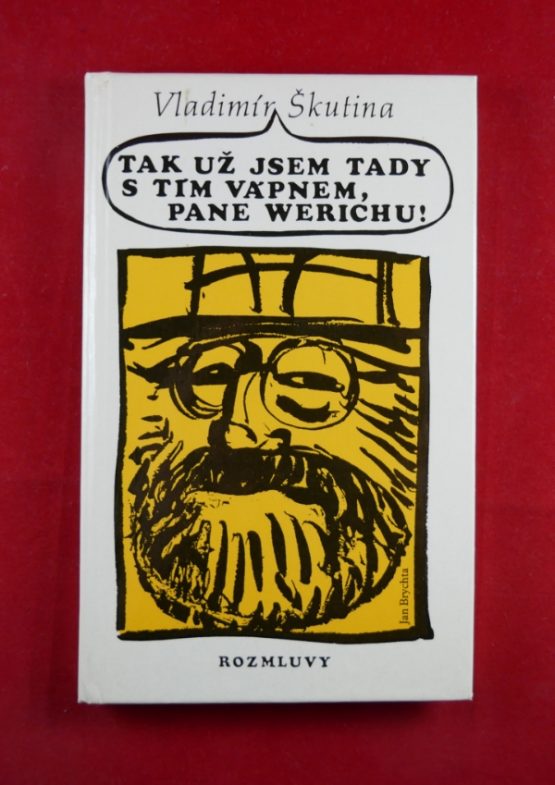 Vladimír Škutina
TAK UŽ JSEM TADY
S TÍM VÁPNEM,
PANE WERICHU!
Jan Brychta
ROZMLUVY